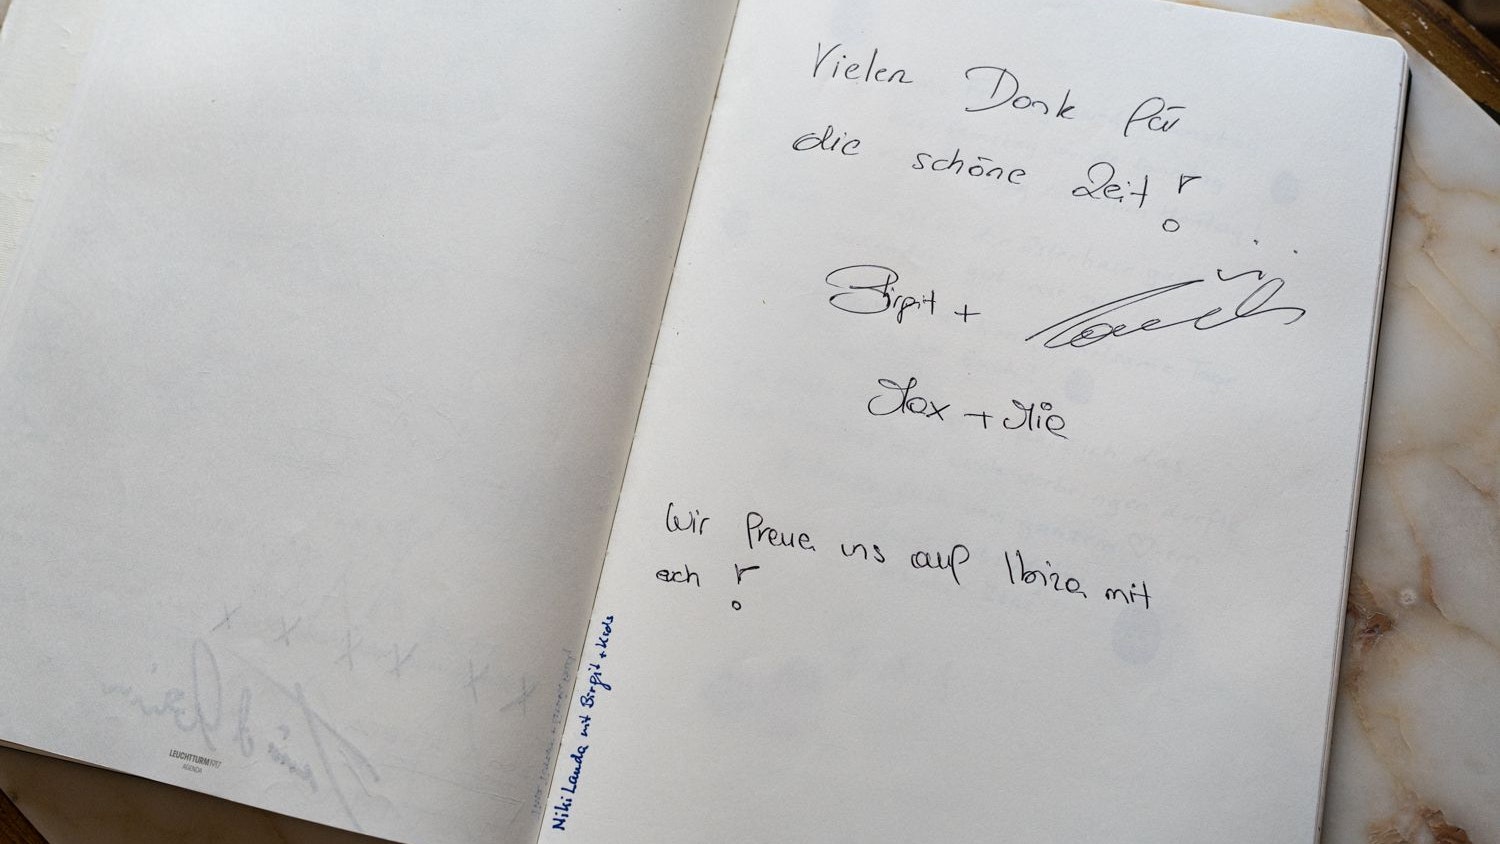 Vielen Dank für
die schöne Zeit!
Birgit +
Max + Mia
Wir freuen uns auf Ibiza mit
euch!
Niki Lauda mit Birgit + Kids
LEUCHTTURM1917
AGENDA